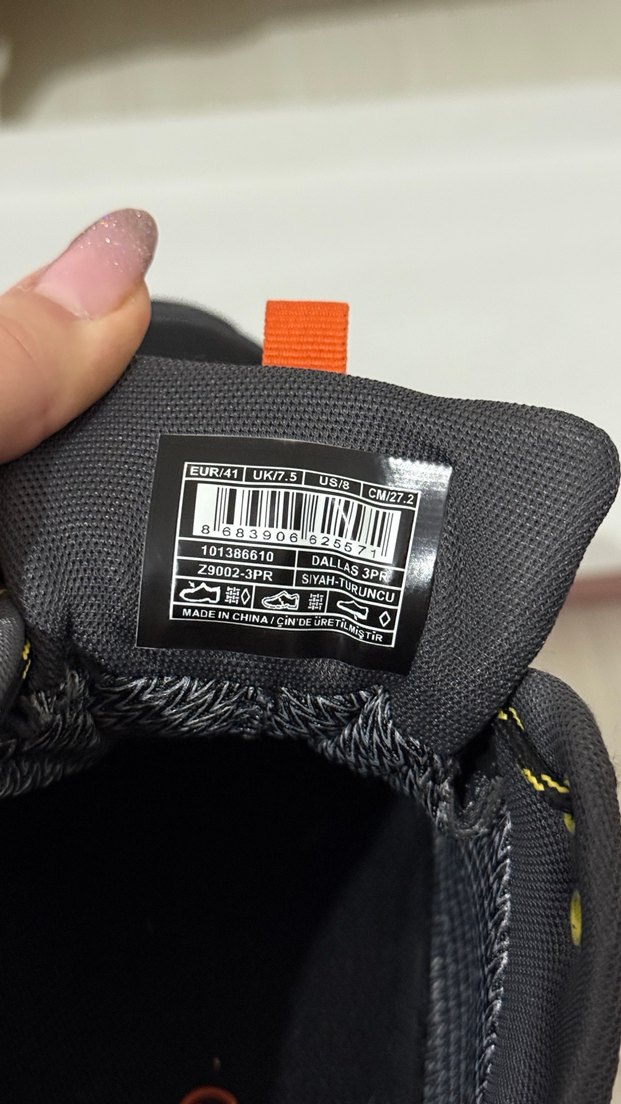 EUR/41 UK/7.5 US/8 CM/27.2
8 683906 625571
101386610 DALLAS 3PR
Z9002-3PR SIYAH-TURUNCU
MADE IN CHINA / ÇİN'DE ÜRETİLMİŞTİR